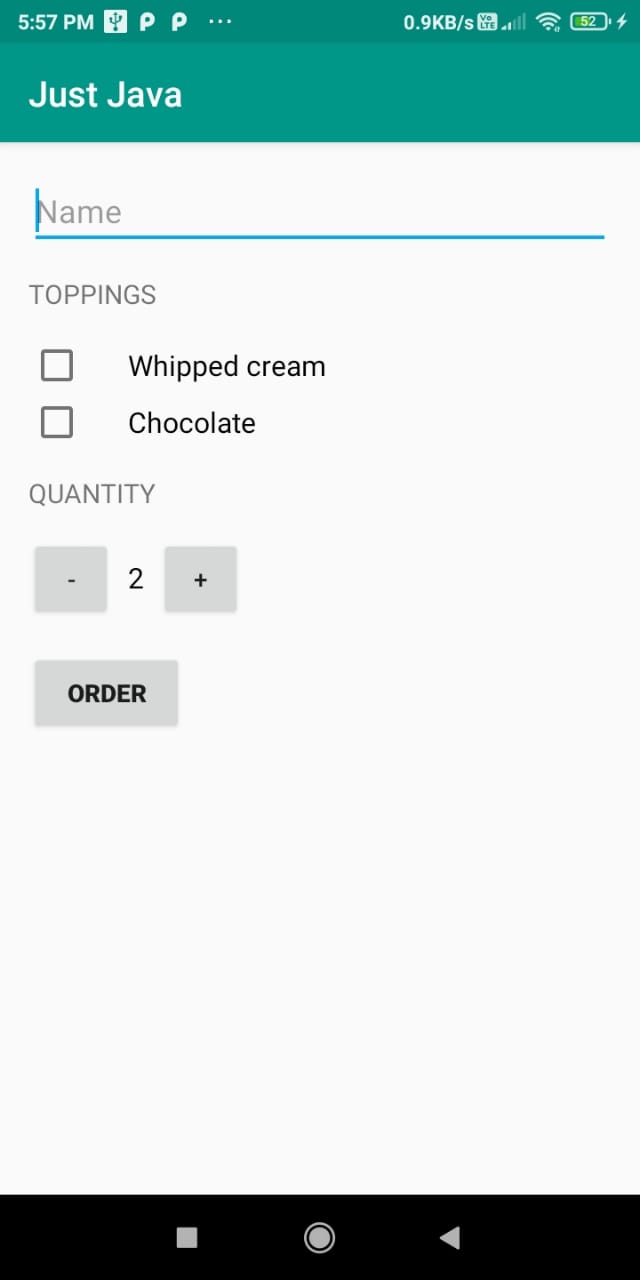 5:57 PM ... 0.9KB/s Vo LTE 52
Just Java
Name
TOPPINGS
Whipped cream
Chocolate
QUANTITY
- 2 +
ORDER